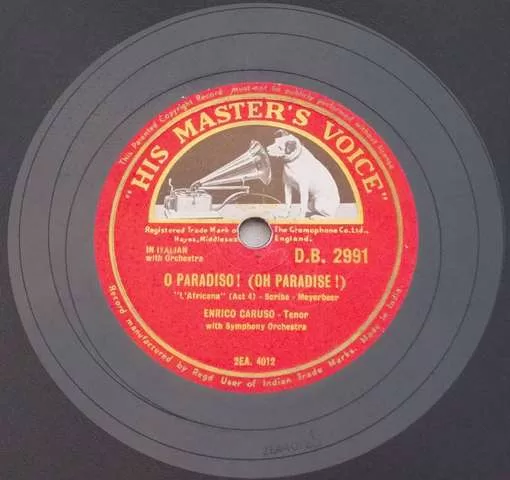 This Patented Copyright Record must not be publicly performed without license.
"HIS MASTER'S VOICE"
Registered Trade Mark of The Gramophone Co.Ltd.,
Hayes, Middlesex England.
IN ITALIAN
with Orchestra
D.B. 2991
O PARADISO! (OH PARADISE!)
"L'Africana" (Act 4) - Scribe - Meyerbeer
ENRICO CARUSO - Tenor
with Symphony Orchestra
2EA. 4012
Record manufactured by Regd User of Indian Trade Marks. Made in India.